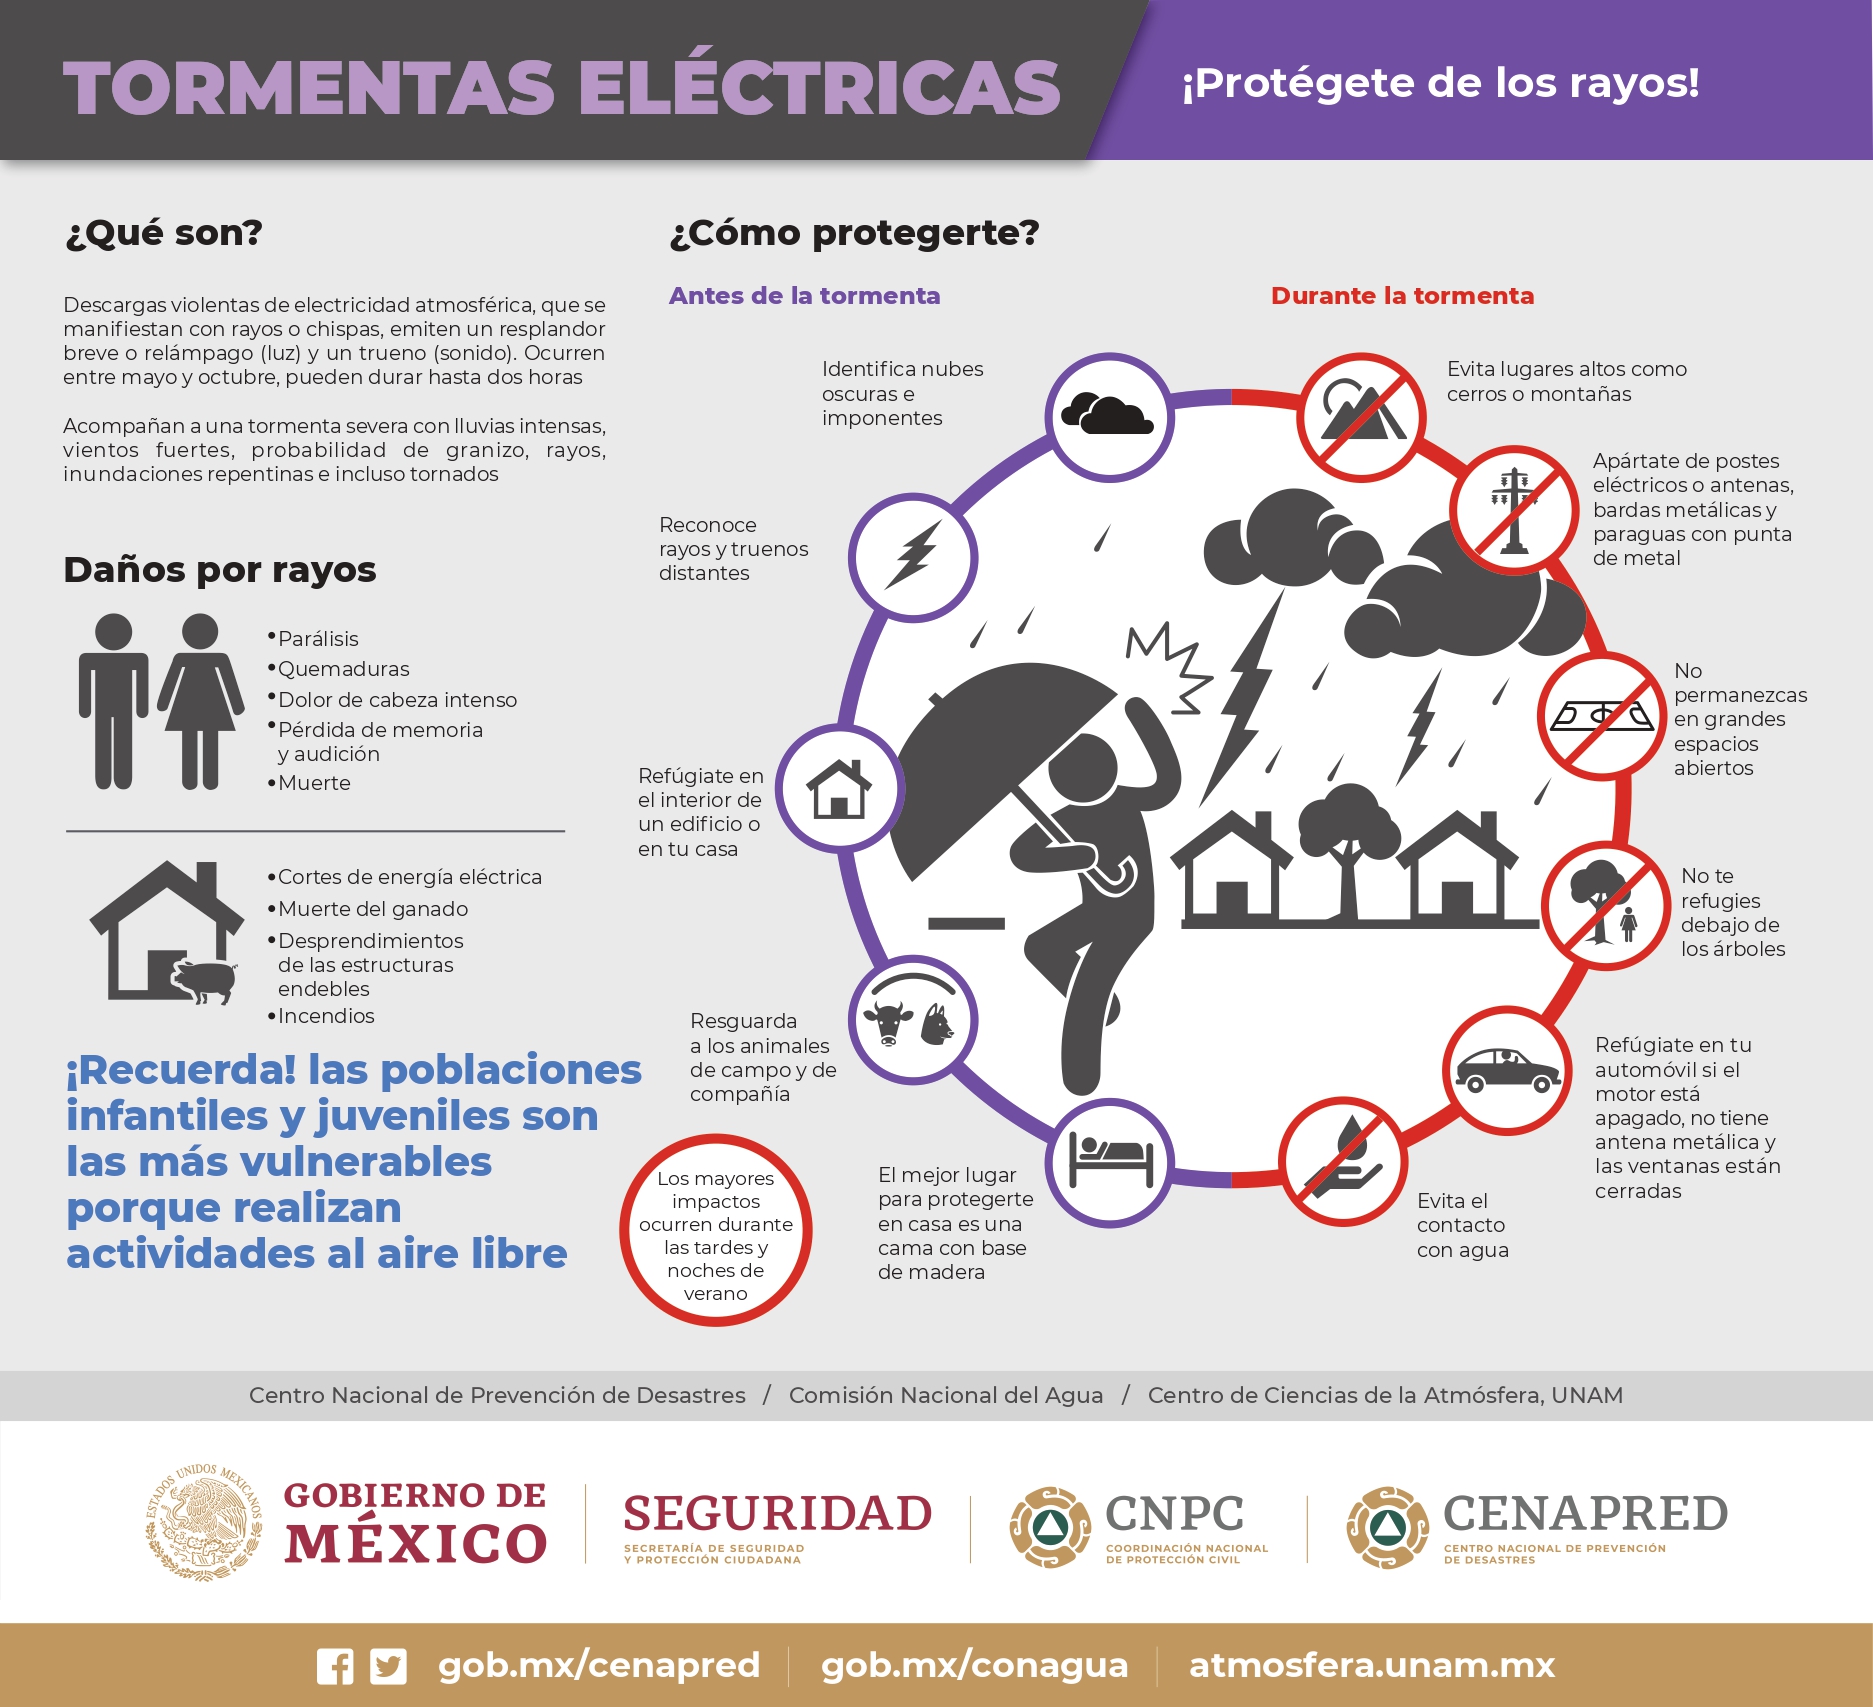 TORMENTAS ELÉCTRICAS
¡Protégete de los rayos!
¿Qué son?
Descargas violentas de electricidad atmosférica, que se
manifiestan con rayos o chispas, emiten un resplandor
breve o relámpago (luz) y un trueno (sonido). Ocurren
entre mayo y octubre, pueden durar hasta dos horas
Acompañan a una tormenta severa con lluvias intensas,
vientos fuertes, probabilidad de granizo, rayos,
inundaciones repentinas e incluso tornados
Daños por rayos
•Parálisis
•Quemaduras
•Dolor de cabeza intenso
•Pérdida de memoria
y audición
•Muerte
•Cortes de energía eléctrica
•Muerte del ganado
•Desprendimientos
de las estructuras
endebles
•Incendios
¡Recuerda! las poblaciones
infantiles y juveniles son
las más vulnerables
porque realizan
actividades al aire libre
¿Cómo protegerte?
Antes de la tormenta
Identifica nubes
oscuras e
imponentes
Reconoce
rayos y truenos
distantes
Refúgiate en
el interior de
un edificio o
en tu casa
Resguarda
a los animales
de campo y de
compañía
El mejor lugar
para protegerte
en casa es una
cama con base
de madera
Los mayores
impactos
ocurren durante
las tardes y
noches de
verano
Durante la tormenta
Evita lugares altos como
cerros o montañas
Apártate de postes
eléctricos o antenas,
bardas metálicas y
paraguas con punta
de metal
No
permanezcas
en grandes
espacios
abiertos
No te
refugies
debajo de
los árboles
Refúgiate en tu
automóvil si el
motor está
apagado, no tiene
antena metálica y
las ventanas están
cerradas
Evita el
contacto
con agua
Centro Nacional de Prevención de Desastres / Comisión Nacional del Agua / Centro de Ciencias de la Atmósfera, UNAM
ESTADOS UNIDOS MEXICANOS
GOBIERNO DE
MÉXICO
SEGURIDAD
SECRETARÍA DE SEGURIDAD
Y PROTECCIÓN CIUDADANA
CNPC
COORDINACIÓN NACIONAL
DE PROTECCIÓN CIVIL
CENAPRED
CENTRO NACIONAL DE PREVENCIÓN
DE DESASTRES
gob.mx/cenapred
gob.mx/conagua
atmosfera.unam.mx